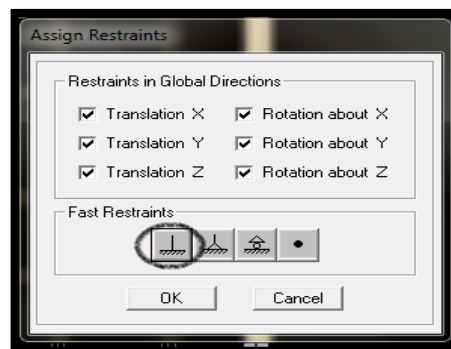 Assign Restraints
Restraints in Global Directions
Translation X Rotation about X
Translation Y Rotation about Y
Translation Z Rotation about Z
Fast Restraints
OK Cancel